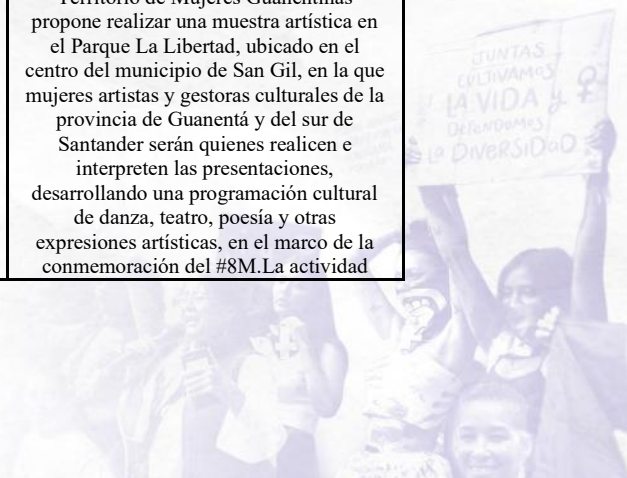 Territorio de Mujeres Guanentinas
propone realizar una muestra artística en
el Parque La Libertad, ubicado en el
centro del municipio de San Gil, en la que
mujeres artistas y gestoras culturales de la
provincia de Guanentá y del sur de
Santander serán quienes realicen e
interpreten las presentaciones,
desarrollando una programación cultural
de danza, teatro, poesía y otras
expresiones artísticas, en el marco de la
conmemoración del #8M.La actividad
JUNTAS
CULTIVAMOS
LA VIDA y
DEFENDEMOS
LA DIVERSIDAD